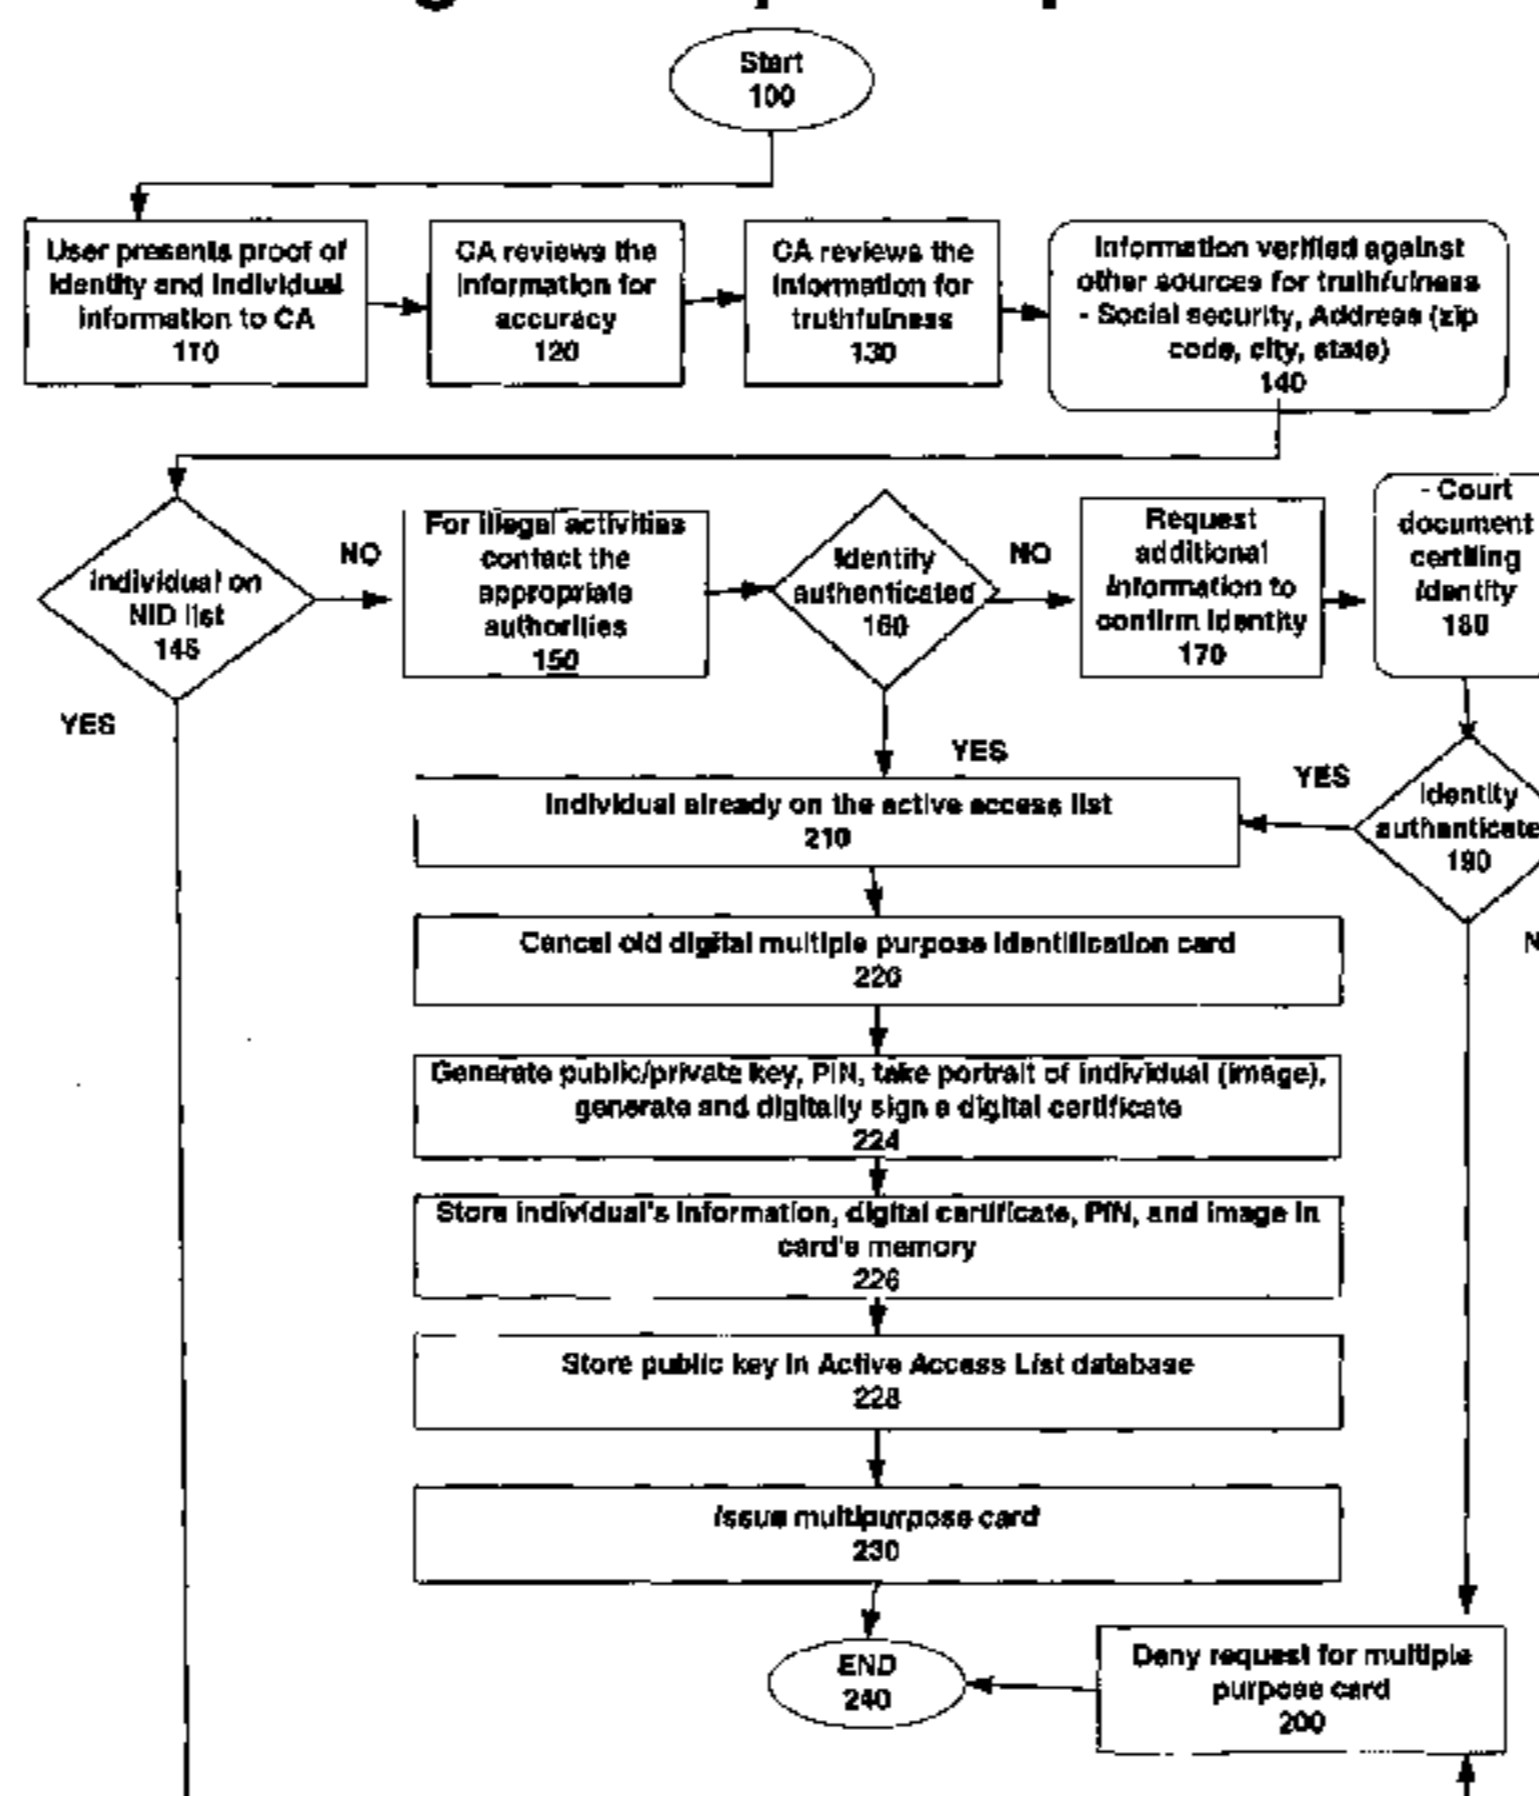 Start
100
User presents proof of
identity and individual
information to CA
110
CA reviews the
information for
accuracy
120
CA reviews the
information for
truthfulness
130
Information verified against
other sources for truthfulness
- Social security, Address (zip
code, city, state)
140
individual on
NID list
145
YES
NO
For illegal activities
contact the
appropriate
authorities
150
Identity
authenticated
160
NO
YES
Request
additional
information to
confirm identity
170
- Court
document
certiling
identity
180
Identity
authenticate
190
YES
N
Individual already on the active access list
210
Cancel old digital multiple purpose identification card
220
Generate public/private key, PIN, take portrait of individual (image),
generate and digitally sign a digital certificate
224
Store individual's information, digital certificate, PIN, and image in
card's memory
226
Store public key in Active Access List database
228
Issue multipurpose card
230
END
240
Deny request for multiple
purpose card
200